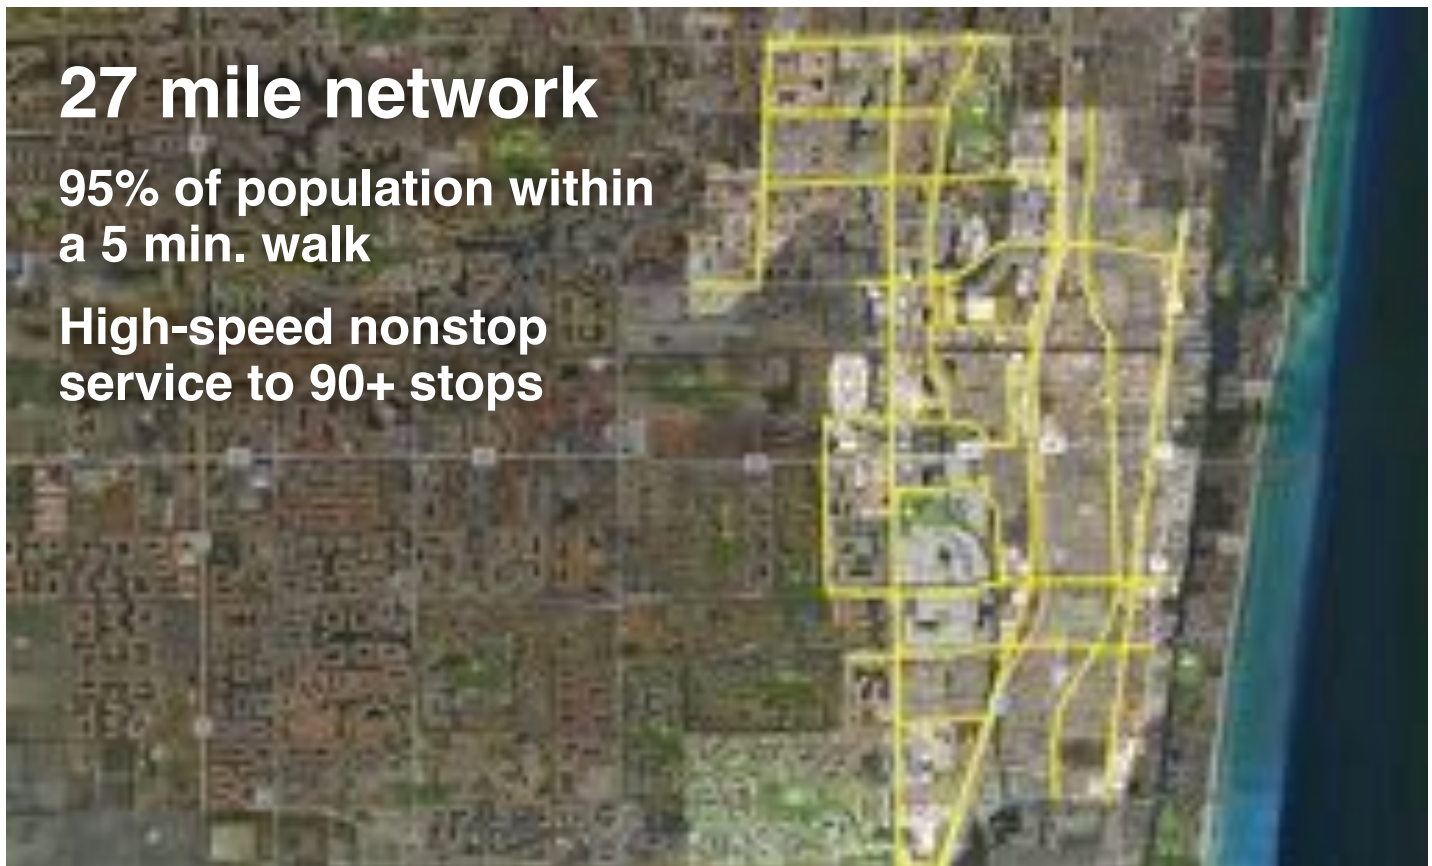 27 mile network
95% of population within
a 5 min. walk
High-speed nonstop
service to 90+ stops